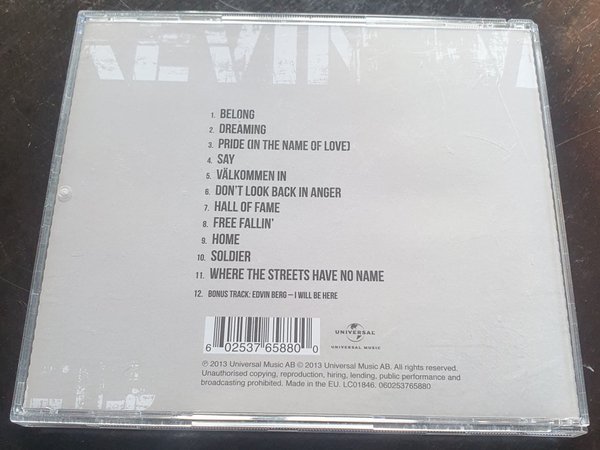 KEVIN
1. BELONG
2. DREAMING
3. PRIDE (IN THE NAME OF LOVE)
4. SAY
5. VÄLKOMMEN IN
6. DON'T LOOK BACK IN ANGER
7. HALL OF FAME
8. FREE FALLIN'
9. HOME
10. SOLDIER
11. WHERE THE STREETS HAVE NO NAME
12. BONUS TRACK: EDVIN BERG – I WILL BE HERE
6 02537 65880 0
UNIVERSAL
UNIVERSAL MUSIC
℗ 2013 Universal Music AB © 2013 Universal Music AB. All rights reserved.
Unauthorised copying, reproduction, hiring, lending, public performance and
broadcasting prohibited. Made in the EU. LC01846. 060253765880